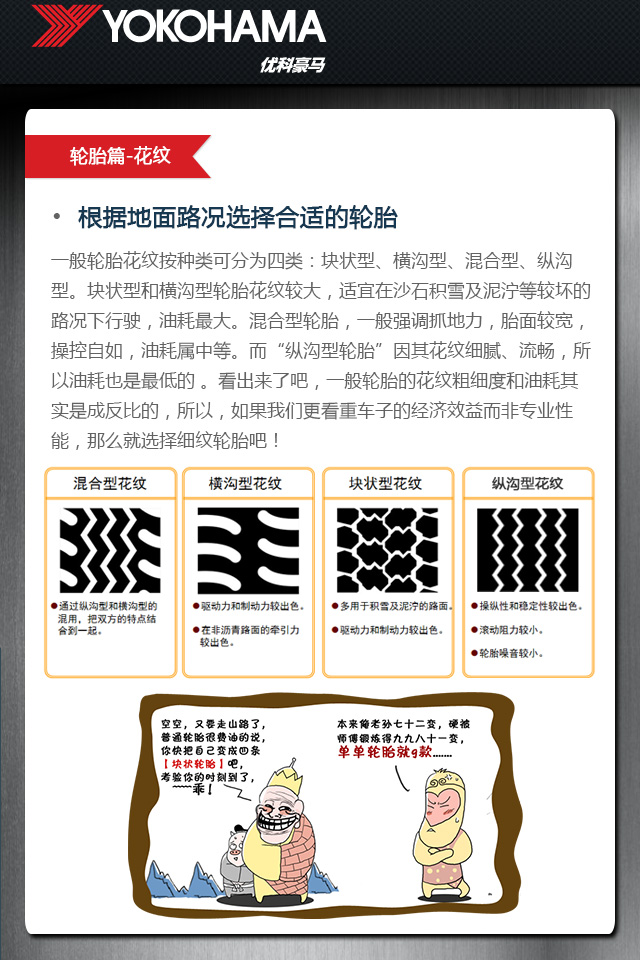 YOKOHAMA
优科豪马
轮胎篇-花纹
• 根据地面路况选择合适的轮胎
一般轮胎花纹按种类可分为四类：块状型、横沟型、混合型、纵沟
型。块状型和横沟型轮胎花纹较大，适宜在沙石积雪及泥泞等较坏的
路况下行驶，油耗最大。混合型轮胎，一般强调抓地力，胎面较宽，
操控自如，油耗属中等。而“纵沟型轮胎”因其花纹细腻、流畅，所
以油耗也是最低的 。看出来了吧，一般轮胎的花纹粗细度和油耗其
实是成反比的，所以，如果我们更看重车子的经济效益而非专业性
能，那么就选择细纹轮胎吧！
混合型花纹
●通过纵沟型和横沟型的
混用，把双方的特点结
合到一起。
横沟型花纹
●驱动力和制动力较出色。
●在非沥青路面的牵引力
较出色。
块状型花纹
●多用于积雪及泥泞的路面。
●驱动力和制动力较出色。
纵沟型花纹
●操纵性和稳定性较出色。
●滚动阻力较小。
●轮胎噪音较小。
空空，又要走山路了，
普通轮胎很费油的说，
你快把自己变成四条
【块状轮胎】吧，
考验你的时刻到了，
~~~~乖！
本来俺老孙七十二变，硬被
师傅锻炼得九九八十一变，
单单轮胎就9款.......